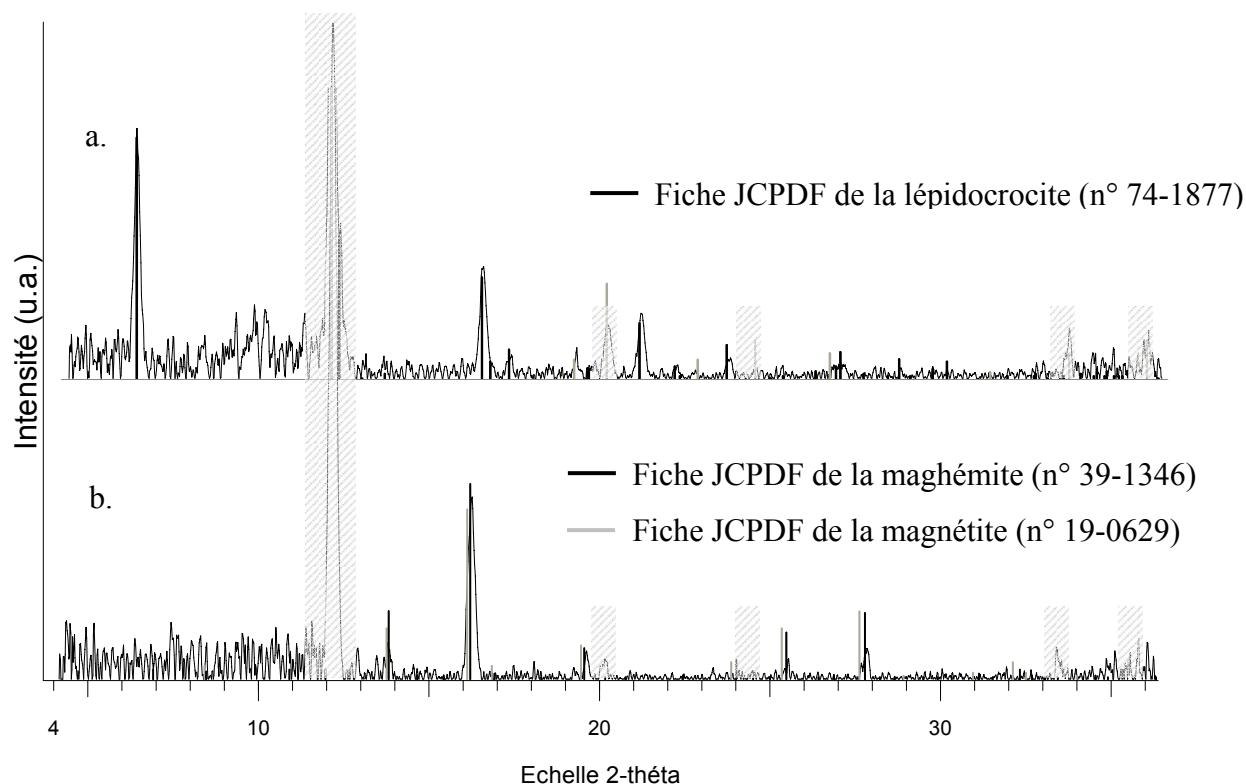 a.
Fiche JCPDF de la lépidocrocite (n° 74-1877)
Intensité (u.a.)
b.
Fiche JCPDF de la maghémite (n° 39-1346)
Fiche JCPDF de la magnétite (n° 19-0629)
4 10 20 30
Echelle 2-théta